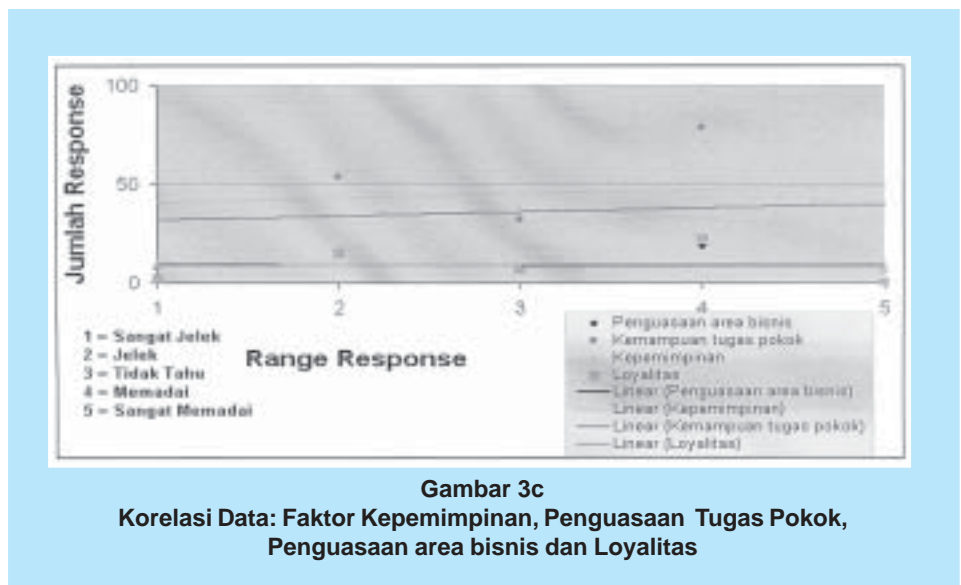 Jumlah Response
100
50
0
1 2 3 4 5
Range Response
1 = Sangat Jelek
2 = Jelek
3 = Tidak Tahu
4 = Memadai
5 = Sangat Memadai
Penguasaan area bisnis
Kemampuan tugas pokok
Kepemimpinan
Loyalitas
Linear (Penguasaan area bisnis)
Linear (Kepemimpinan)
Linear (Kemampuan tugas pokok)
Linear (Loyalitas)
Gambar 3c
Korelasi Data: Faktor Kepemimpinan, Penguasaan Tugas Pokok,
Penguasaan area bisnis dan Loyalitas